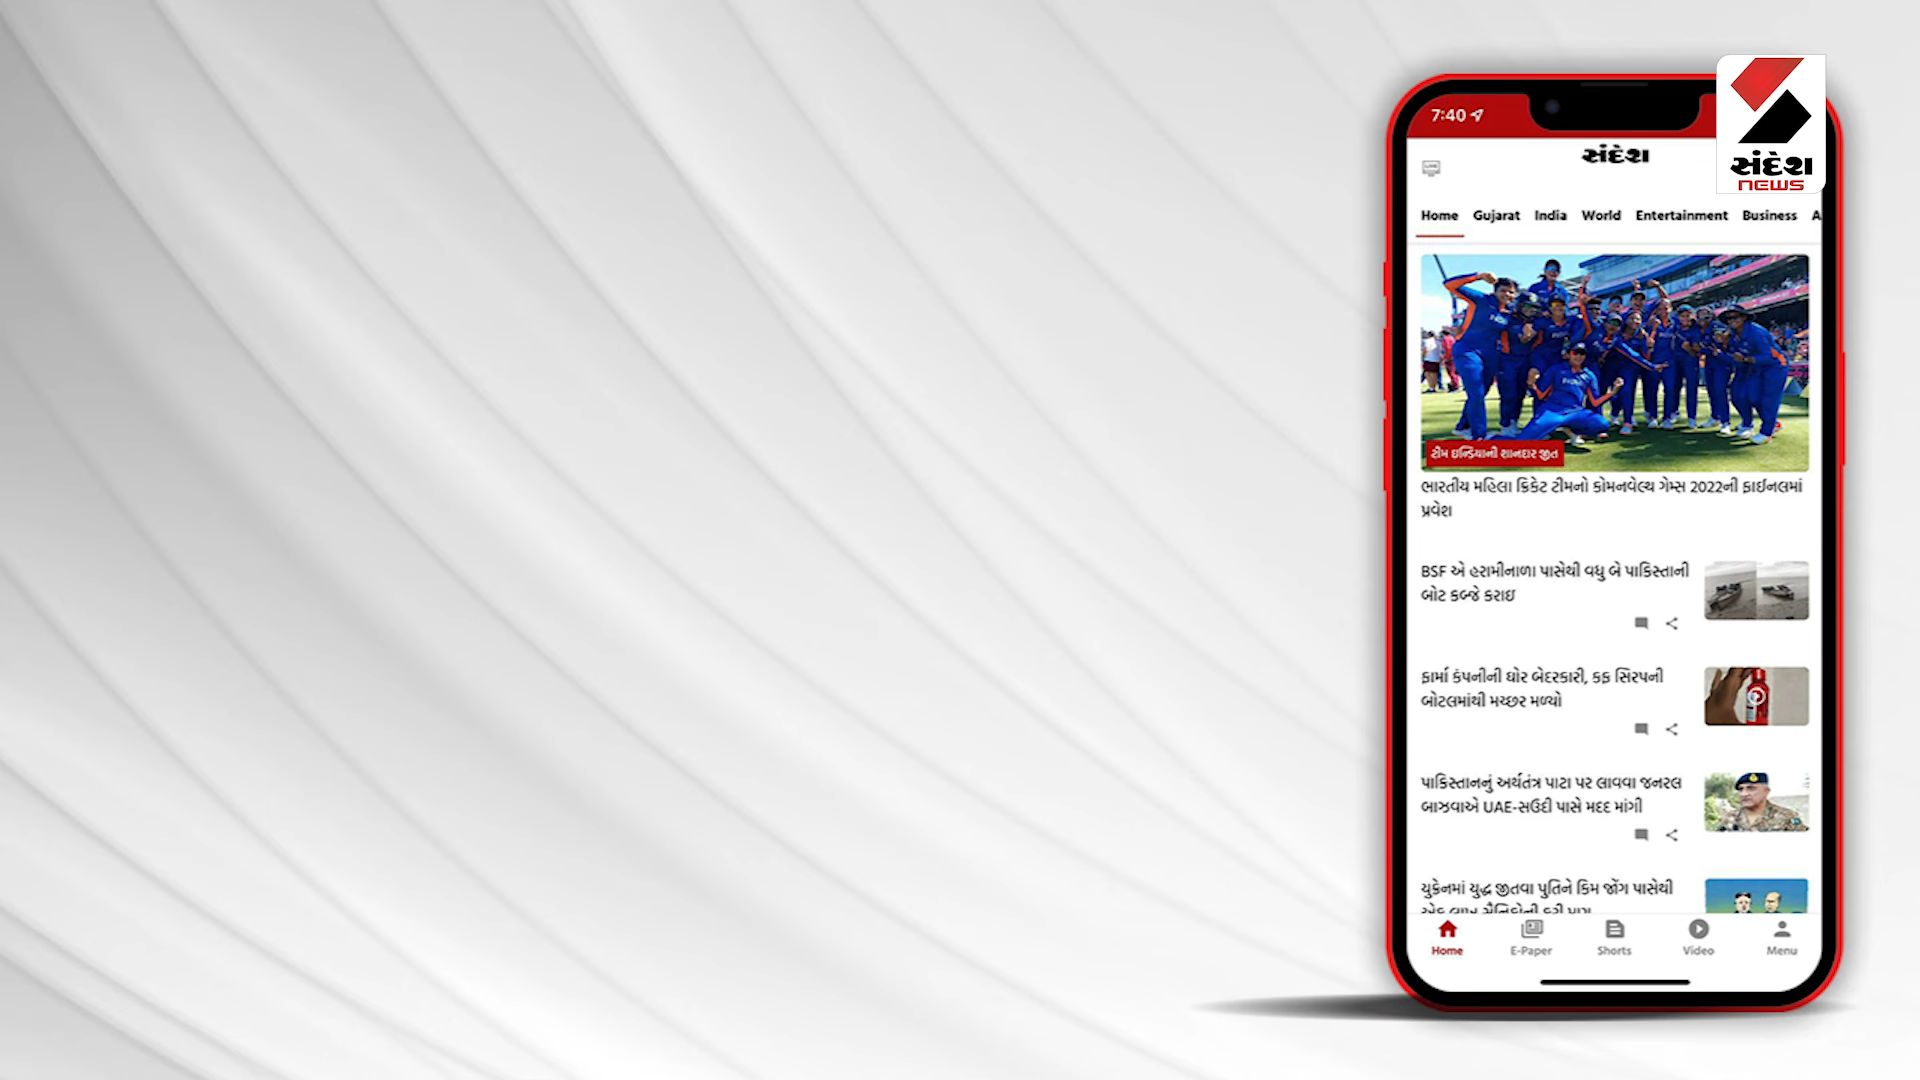 7:40
સંદેશ
સંદેશ
NEWS
Home Gujarat India World Entertainment Business A
ટીમ ઇન્ડિયાની શાનદાર જીત
ભારતીય મહિલા ક્રિકેટ ટીમનો કોમનવેલ્થ ગેમ્સ 2022ની ફાઈનલમાં
પ્રવેશ
BSF એ હરામીનાળા પાસેથી વધુ બે પાકિસ્તાની
બોટ કબ્જે કરાઇ
ફાર્મા કંપનીની ઘોર બેદરકારી, કફ સિરપની
બોટલમાંથી મચ્છર મળ્યો
પાકિસ્તાનનું અર્થતંત્ર પાટા પર લાવવા જનરલ
બાઝવાએ UAE-સઉદી પાસે મદદ માંગી
યુક્રેનમાં યુદ્ધ જીતવા પુતિને કિમ જોંગ પાસેથી
Home E-Paper Shorts Video Menu